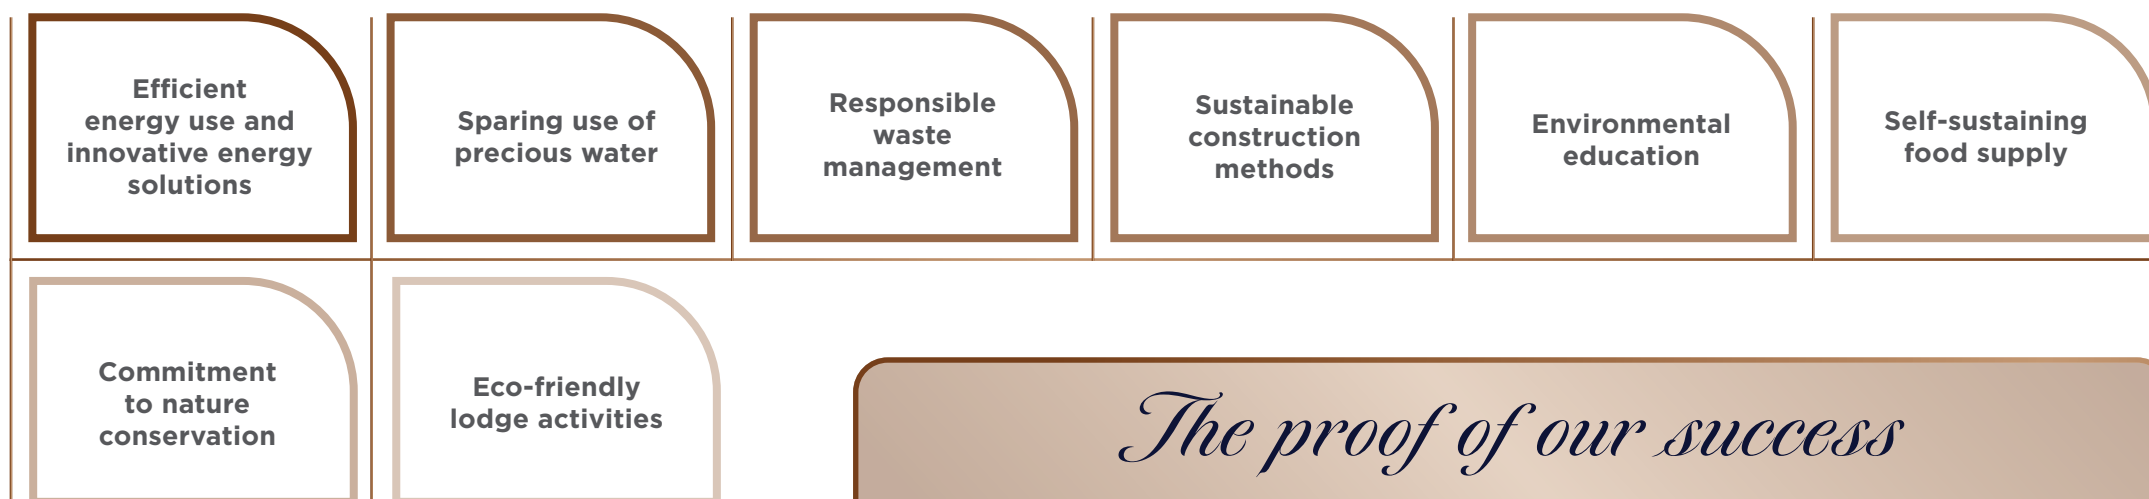 Efficient
energy use and
innovative energy
solutions
Sparing use of
precious water
Responsible
waste
management
Sustainable
construction
methods
Environmental
education
Self-sustaining
food supply
Commitment
to nature
conservation
Eco-friendly
lodge activities
The proof of our success